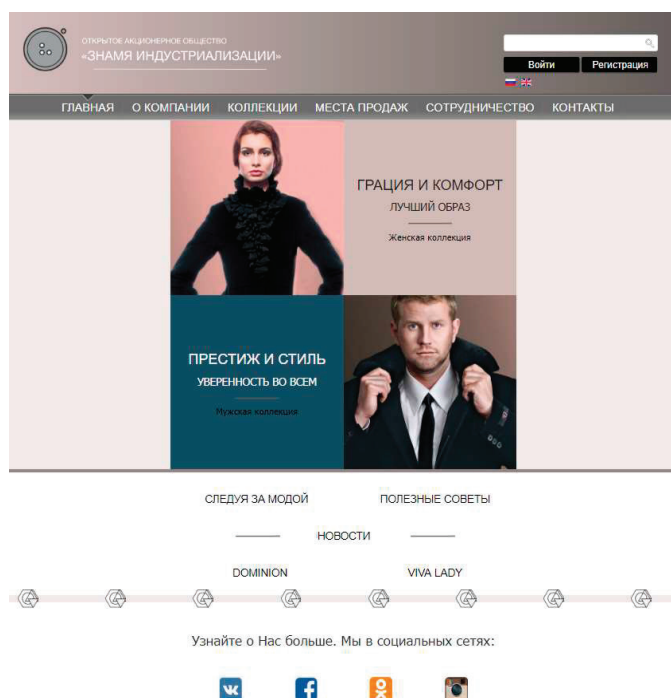 ОТКРЫТОЕ АКЦИОНЕРНОЕ ОБЩЕСТВО
«ЗНАМЯ ИНДУСТРИАЛИЗАЦИИ»
Войти Регистрация
ГЛАВНАЯ О КОМПАНИИ КОЛЛЕКЦИИ МЕСТА ПРОДАЖ СОТРУДНИЧЕСТВО КОНТАКТЫ
ГРАЦИЯ И КОМФОРТ
ЛУЧШИЙ ОБРАЗ
Женская коллекция
ПРЕСТИЖ И СТИЛЬ
УВЕРЕННОСТЬ ВО ВСЕМ
Мужская коллекция
СЛЕДУЯ ЗА МОДОЙ ПОЛЕЗНЫЕ СОВЕТЫ
НОВОСТИ
DOMINION VIVA LADY
Узнайте о Нас больше. Мы в социальных сетях: